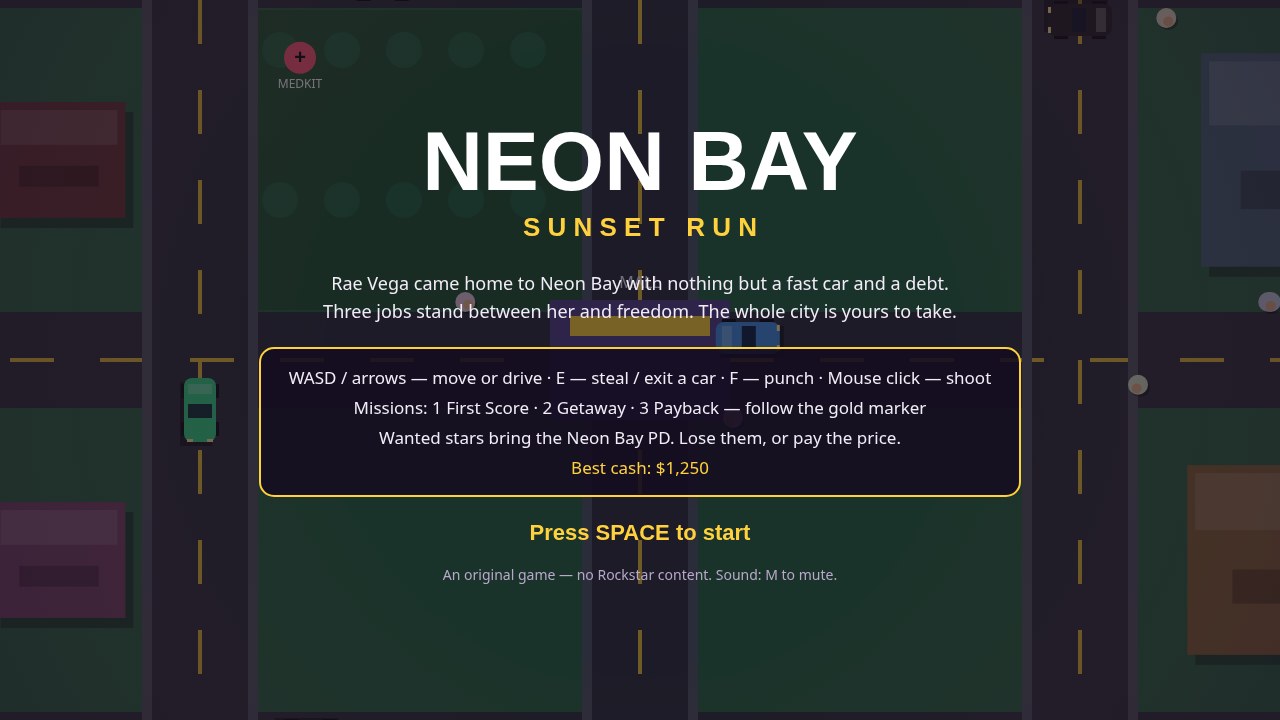 +
MEDKIT
NEON BAY
SUNSET RUN
Rae Vega came home to Neon Bay with nothing but a fast car and a debt.
Three jobs stand between her and freedom. The whole city is yours to take.
WASD / arrows — move or drive · E — steal / exit a car · F — punch · Mouse click — shoot
Missions: 1 First Score · 2 Getaway · 3 Payback — follow the gold marker
Wanted stars bring the Neon Bay PD. Lose them, or pay the price.
Best cash: $1,250
Press SPACE to start
An original game — no Rockstar content. Sound: M to mute.